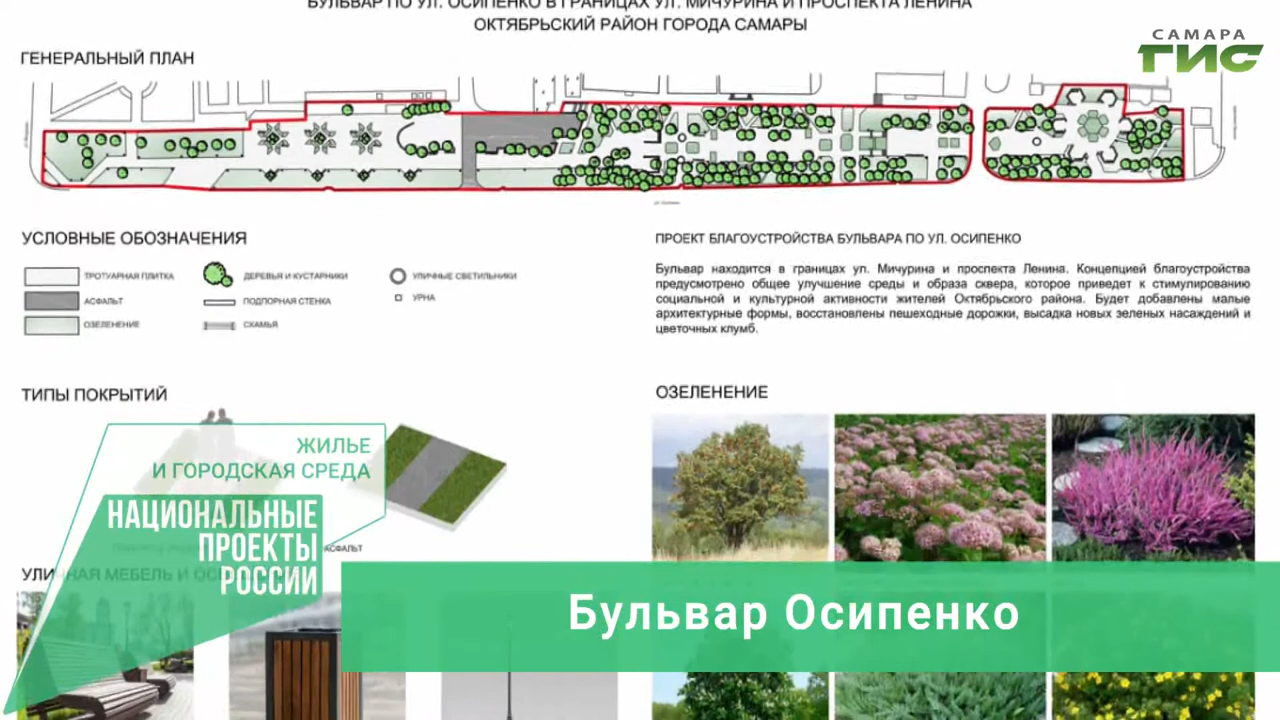 БУЛЬВАР ПО УЛ. ОСИПЕНКО В ГРАНИЦАХ УЛ. МИЧУРИНА И ПРОСПЕКТА ЛЕНИНА
ОКТЯБРЬСКИЙ РАЙОН ГОРОДА САМАРЫ
САМАРА
ГИС
ГЕНЕРАЛЬНЫЙ ПЛАН
УСЛОВНЫЕ ОБОЗНАЧЕНИЯ
ТРОТУАРНАЯ ПЛИТКА
ДЕРЕВЬЯ И КУСТАРНИКИ
УЛИЧНЫЕ СВЕТИЛЬНИКИ
АСФАЛЬТ
ПОДПОРНАЯ СТЕНКА
УРНА
ОЗЕЛЕНЕНИЕ
СКАМЬЯ
ПРОЕКТ БЛАГОУСТРОЙСТВА БУЛЬВАРА ПО УЛ. ОСИПЕНКО
Бульвар находится в границах ул. Мичурина и проспекта Ленина. Концепцией благоустройства
предусмотрено общее улучшение среды и образа сквера, которое приведет к стимулированию
социальной и культурной активности жителей Октябрьского района. Будет добавлены малые
архитектурные формы, восстановлены пешеходные дорожки, высадка новых зеленых насаждений и
цветочных клумб.
ТИПЫ ПОКРЫТИЙ
ОЗЕЛЕНЕНИЕ
ЖИЛЬЕ
И ГОРОДСКАЯ СРЕДА
НАЦИОНАЛЬНЫЕ
ПРОЕКТЫ
РОССИИ
АСФАЛЬТ
УЛИЧНАЯ МЕБЕЛЬ И
Бульвар Осипенко